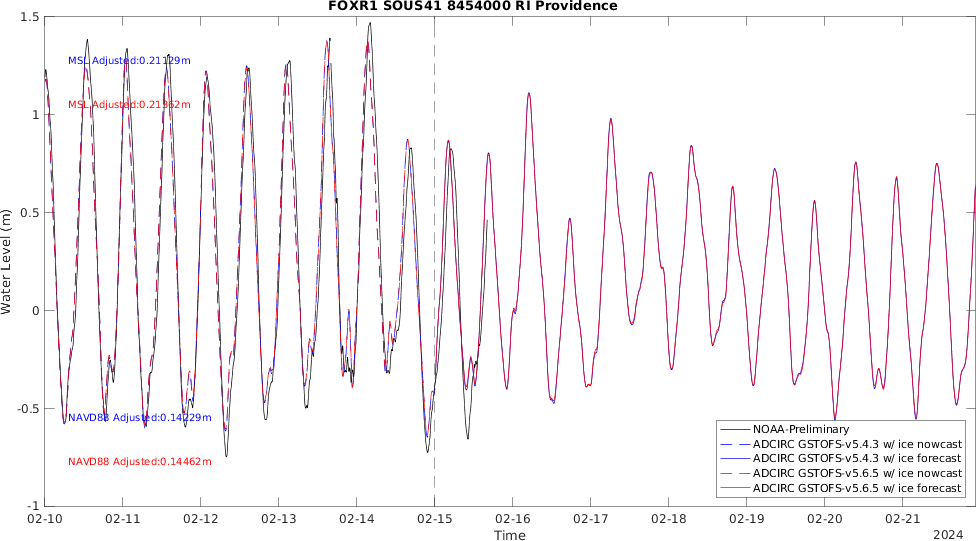 FOXR1 SOUS41 8454000 RI Providence
1.5
1
0.5
0
-0.5
-1
Water Level (m)
MSL Adjusted:0.21129m
MSL Adjusted:0.21362m
NAVD88 Adjusted:0.14229m
NAVD88 Adjusted:0.14462m
NOAA-Preliminary
ADCIRC GSTOFS-v5.4.3 w/ ice nowcast
ADCIRC GSTOFS-v5.4.3 w/ ice forecast
ADCIRC GSTOFS-v5.6.5 w/ ice nowcast
ADCIRC GSTOFS-v5.6.5 w/ ice forecast
02-10 02-11 02-12 02-13 02-14 02-15 02-16 02-17 02-18 02-19 02-20 02-21
Time
2024